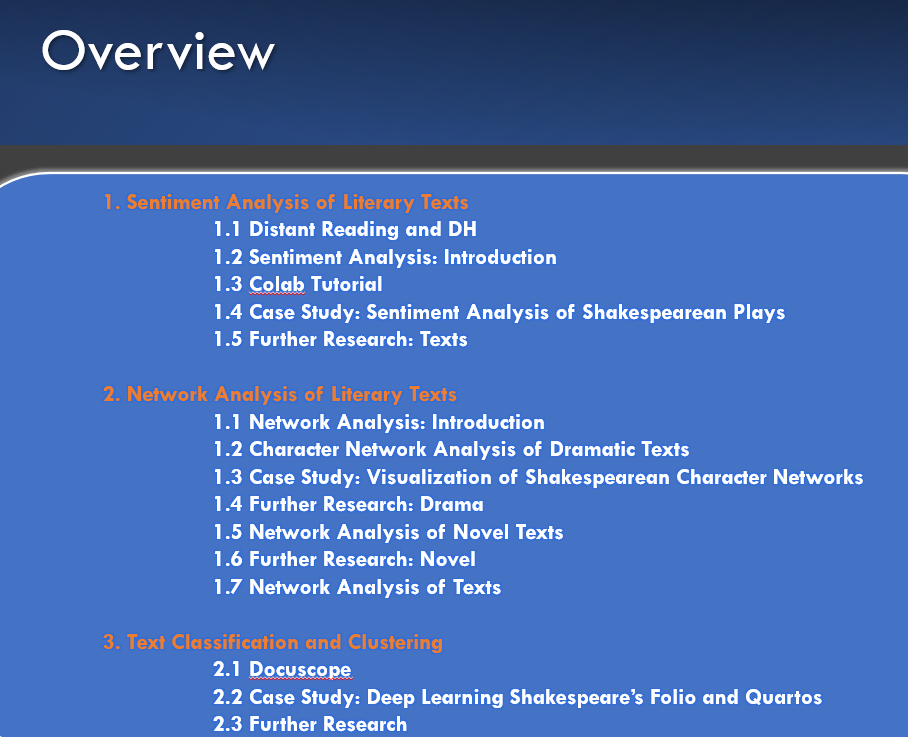 Overview
1. Sentiment Analysis of Literary Texts
1.1 Distant Reading and DH
1.2 Sentiment Analysis: Introduction
1.3 Colab Tutorial
1.4 Case Study: Sentiment Analysis of Shakespearean Plays
1.5 Further Research: Texts
2. Network Analysis of Literary Texts
1.1 Network Analysis: Introduction
1.2 Character Network Analysis of Dramatic Texts
1.3 Case Study: Visualization of Shakespearean Character Networks
1.4 Further Research: Drama
1.5 Network Analysis of Novel Texts
1.6 Further Research: Novel
1.7 Network Analysis of Texts
3. Text Classification and Clustering
2.1 Docuscope
2.2 Case Study: Deep Learning Shakespeare’s Folio and Quartos
2.3 Further Research